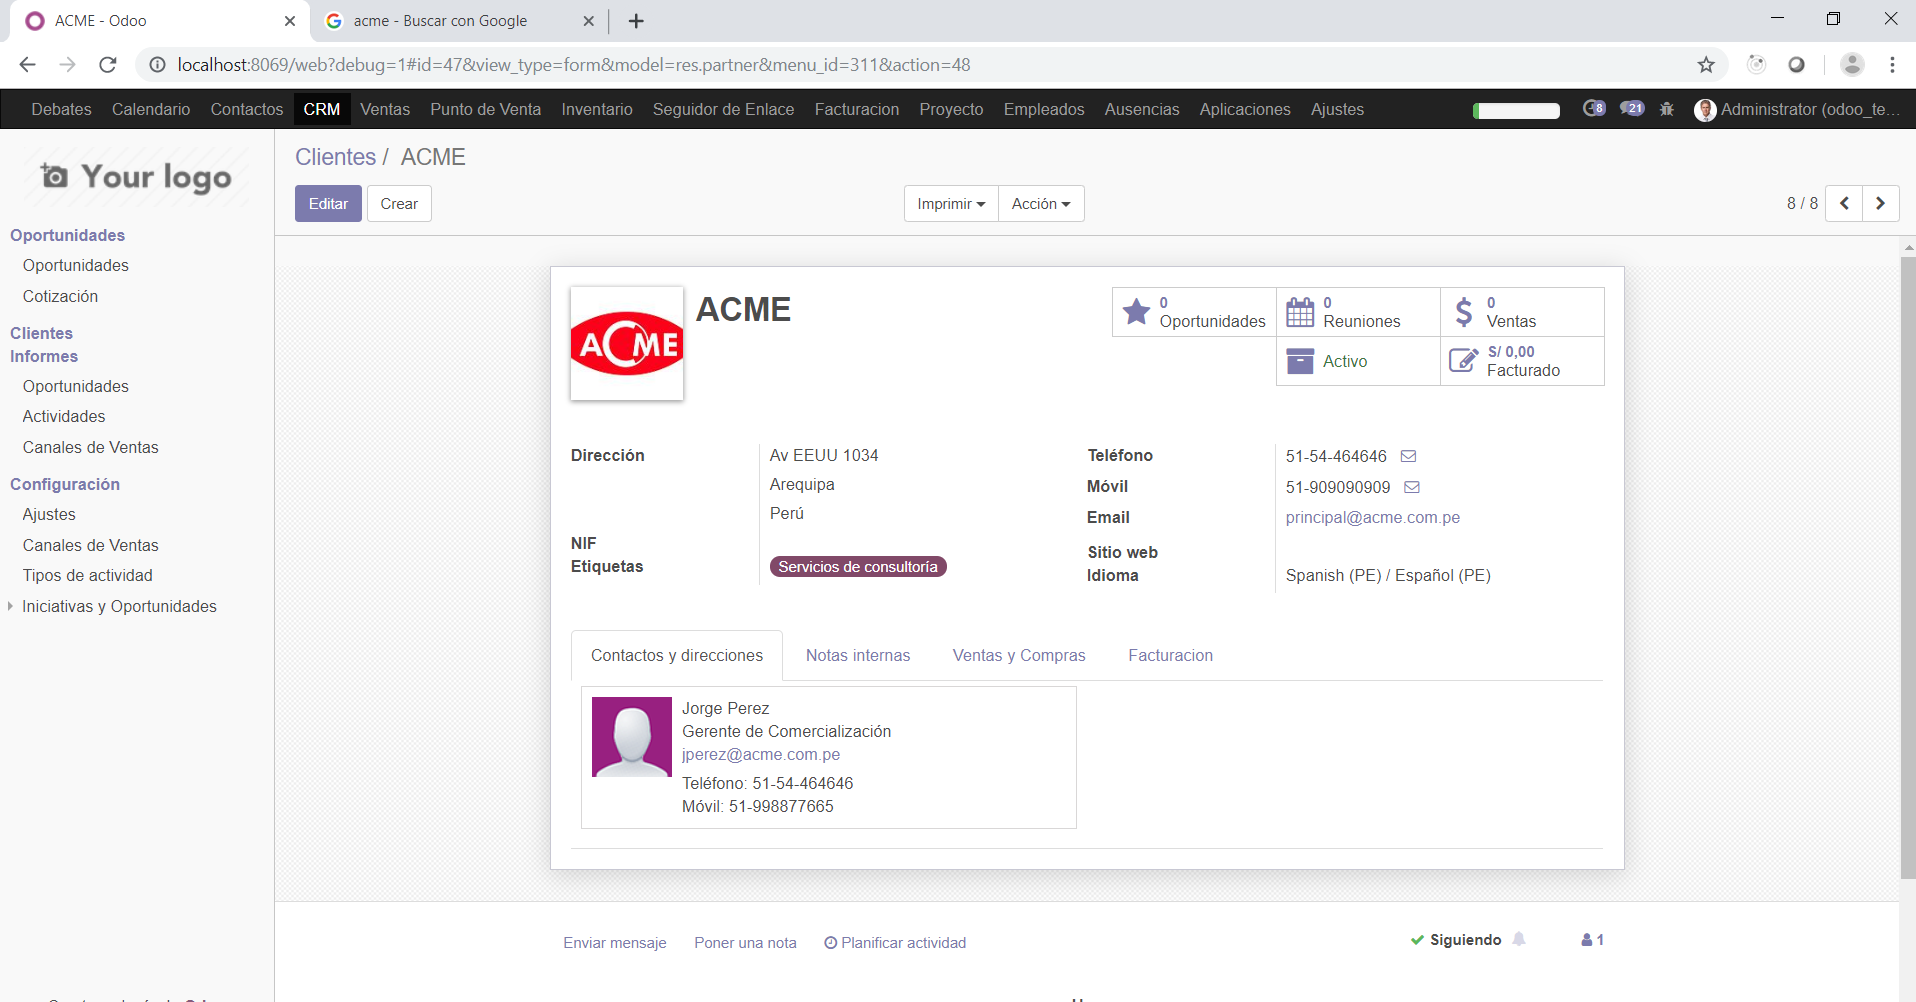 ACME - Odoo
acme - Buscar con Google
localhost:8069/web?debug=1#id=47&view_type=form&model=res.partner&menu_id=311&action=48
Debates Calendario Contactos CRM Ventas Punto de Venta Inventario Seguidor de Enlace Facturacion Proyecto Empleados Ausencias Aplicaciones Ajustes 8 21 Administrator (odoo_te...
Your logo
Oportunidades
Oportunidades
Cotización
Clientes
Informes
Oportunidades
Actividades
Canales de Ventas
Configuración
Ajustes
Canales de Ventas
Tipos de actividad
Iniciativas y Oportunidades
Clientes / ACME
Editar Crear Imprimir Acción 8 / 8
ACME
ACME
0
Oportunidades
0
Reuniones
0
Ventas
Activo
S/ 0,00
Facturado
Dirección
Av EEUU 1034
Arequipa
Perú
NIF
Etiquetas Servicios de consultoría
Teléfono 51-54-464646
Móvil 51-909090909
Email principal@acme.com.pe
Sitio web
Idioma Spanish (PE) / Español (PE)
Contactos y direcciones Notas internas Ventas y Compras Facturacion
Jorge Perez
Gerente de Comercialización
jperez@acme.com.pe
Teléfono: 51-54-464646
Móvil: 51-998877665
Enviar mensaje Poner una nota Planificar actividad Siguiendo 1